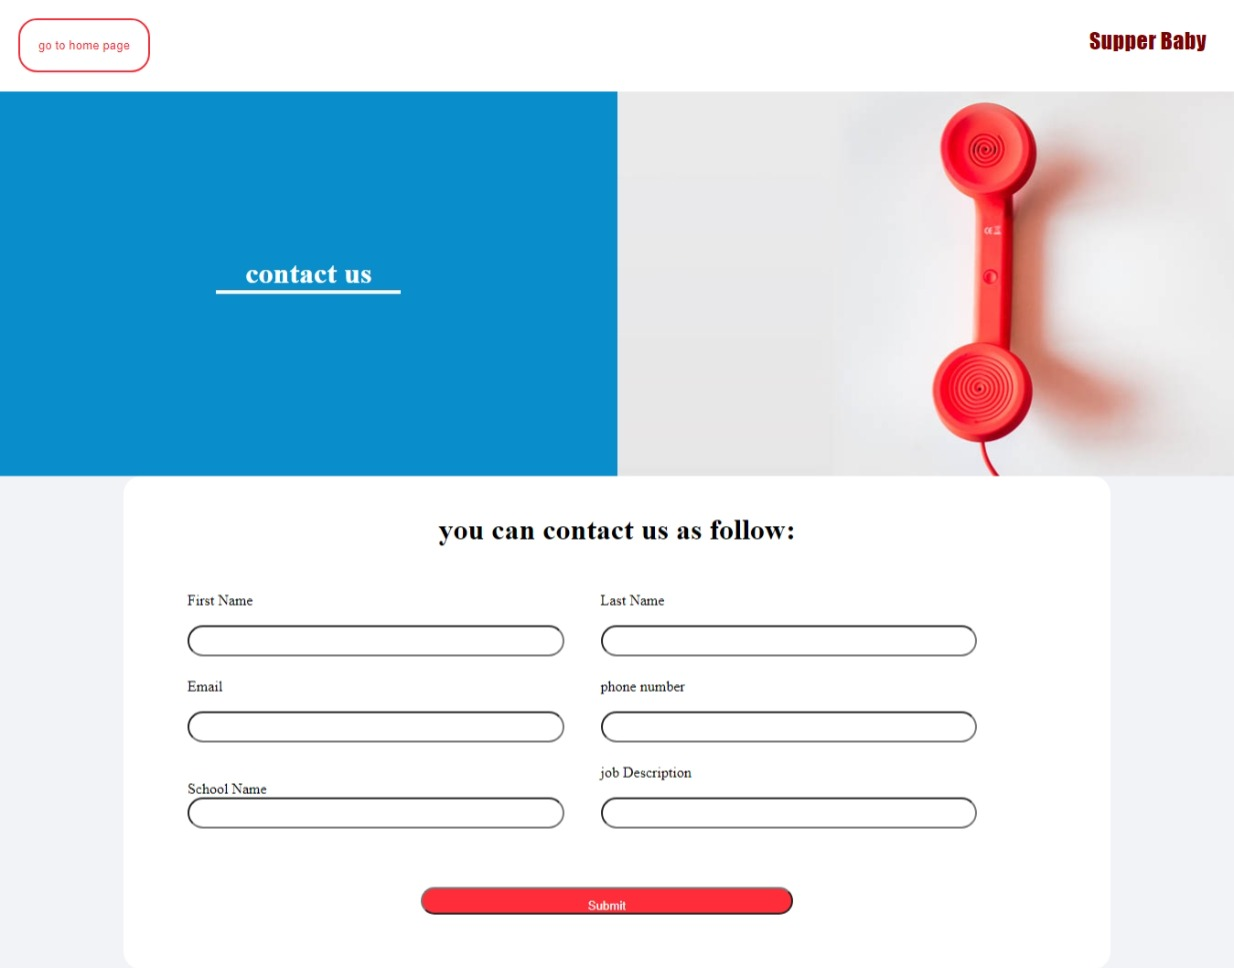 go to home page
Supper Baby
contact us
you can contact us as follow:
First Name
Last Name
Email
phone number
School Name
job Description
Submit